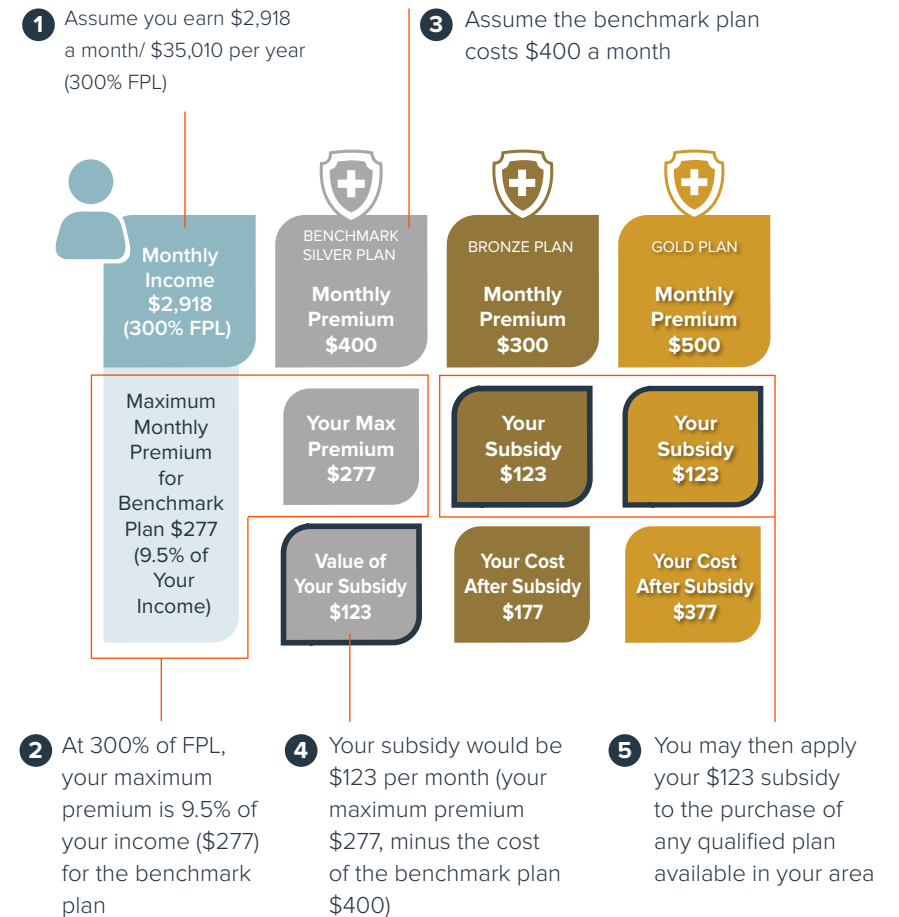 1
Assume you earn $2,918
a month/ $35,010 per year
(300% FPL)
3
Assume the benchmark plan
costs $400 a month
Monthly
Income
$2,918
(300% FPL)
BENCHMARK
SILVER PLAN
Monthly
Premium
$400
BRONZE PLAN
Monthly
Premium
$300
GOLD PLAN
Monthly
Premium
$500
Maximum
Monthly
Premium
for
Benchmark
Plan $277
(9.5% of
Your
Income)
Your Max
Premium
$277
Your
Subsidy
$123
Your
Subsidy
$123
Value of
Your Subsidy
$123
Your Cost
After Subsidy
$177
Your Cost
After Subsidy
$377
2
At 300% of FPL,
your maximum
premium is 9.5% of
your income ($277)
for the benchmark
plan
4
Your subsidy would be
$123 per month (your
maximum premium
$277, minus the cost
of the benchmark plan
$400)
5
You may then apply
your $123 subsidy
to the purchase of
any qualified plan
available in your area